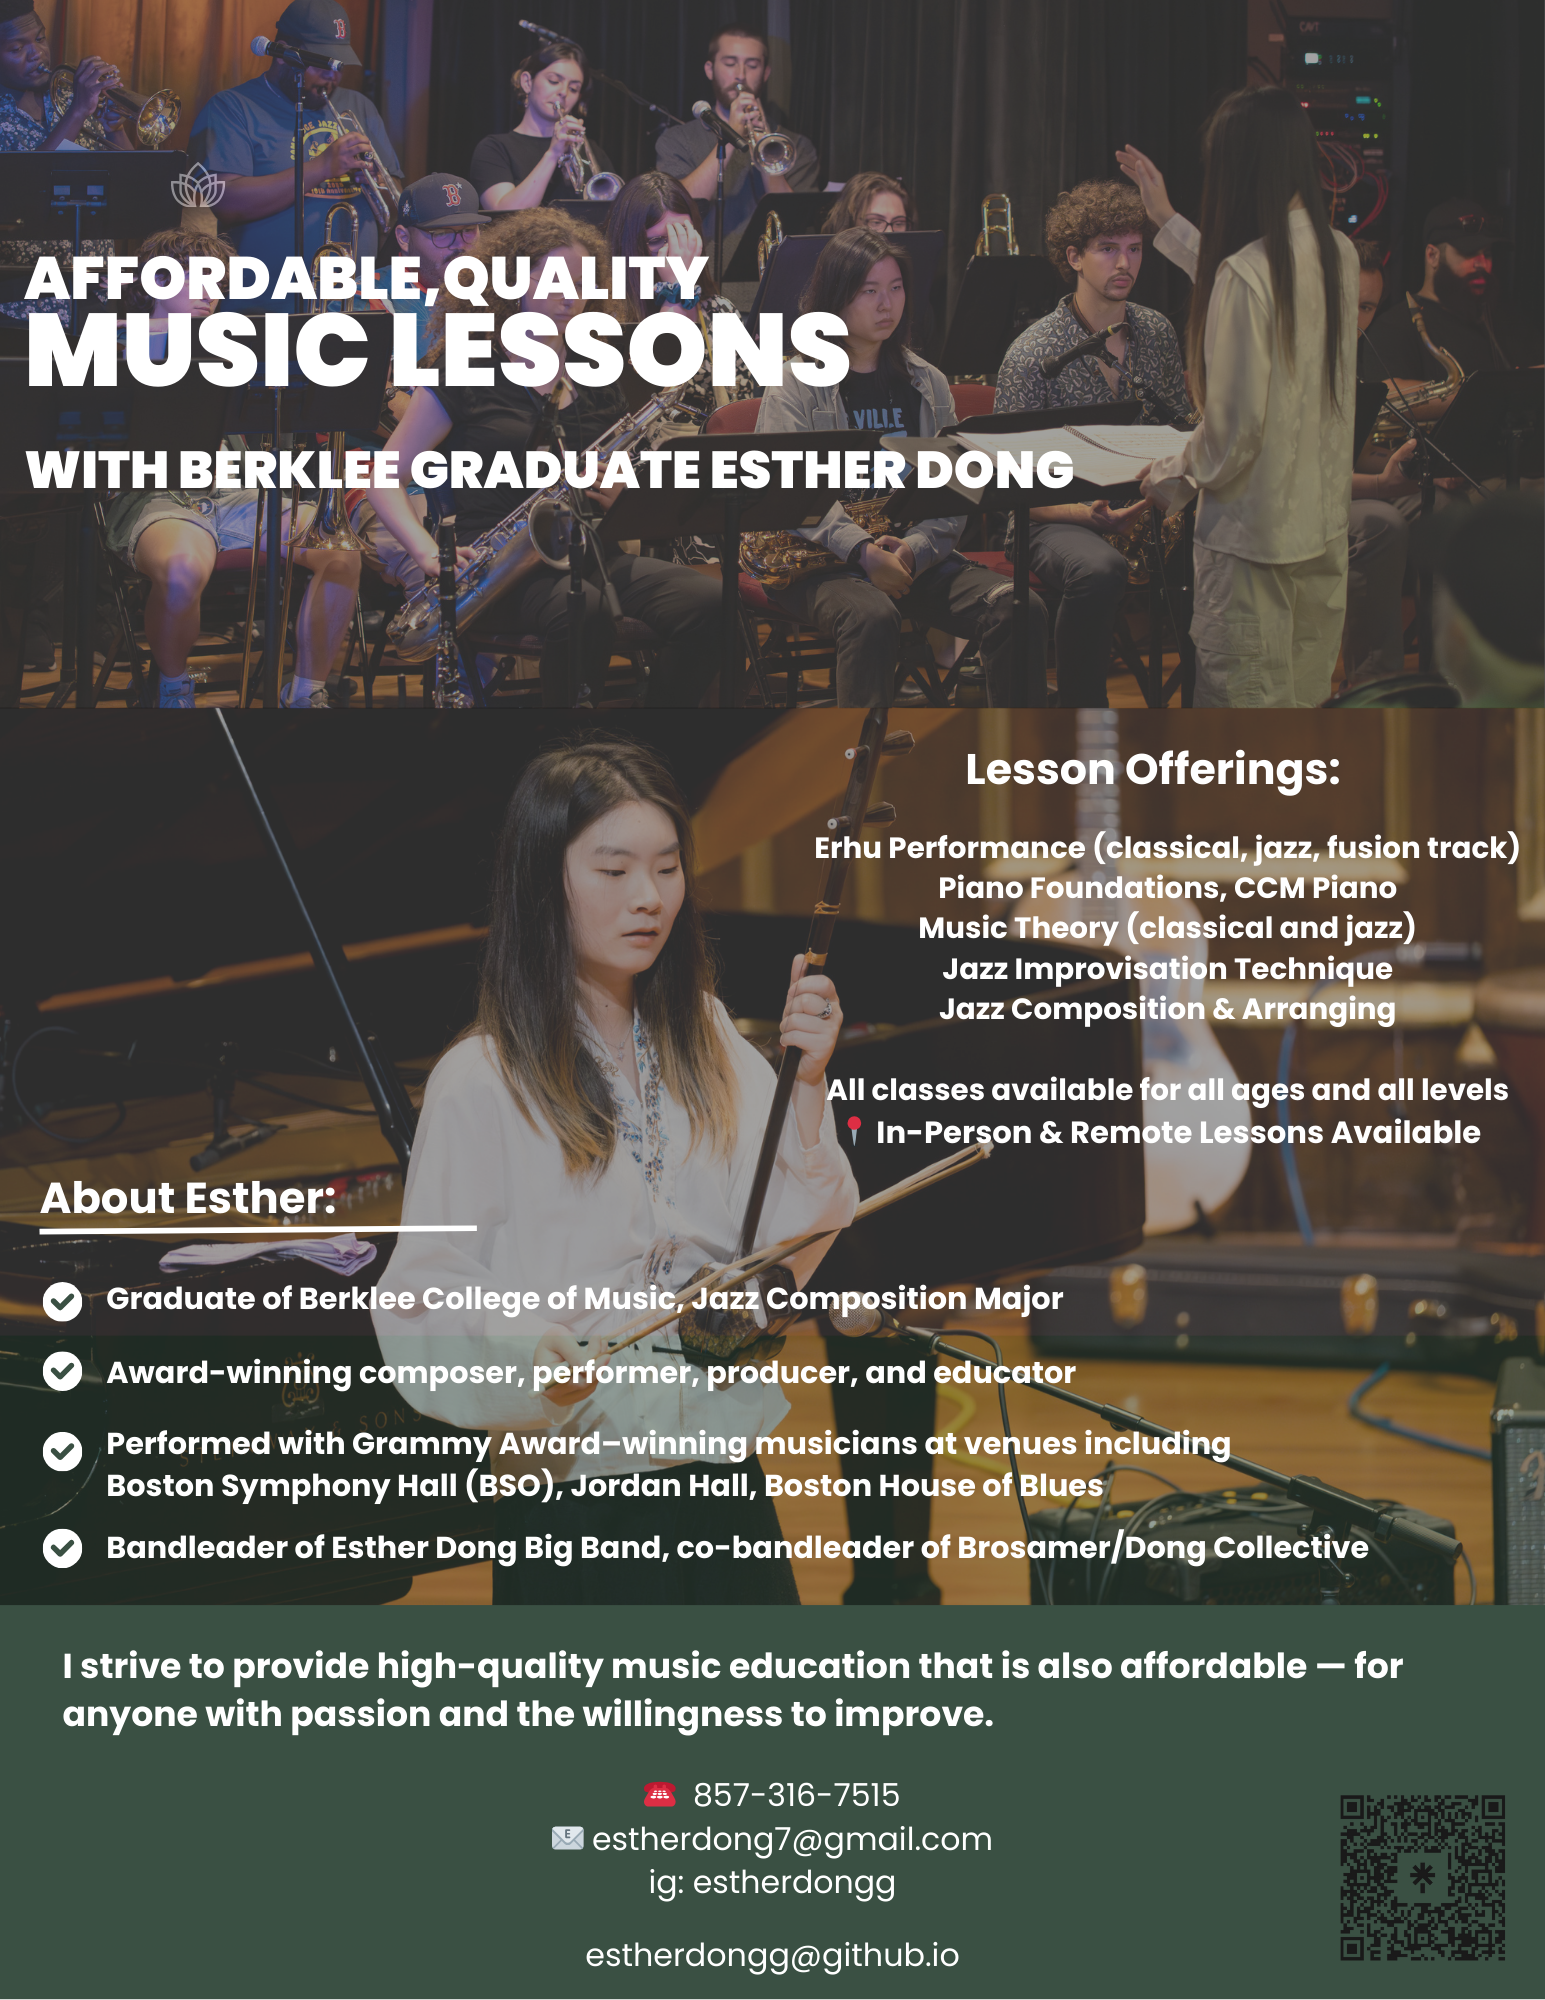 AFFORDABLE,QUALITY
MUSIC LESSONS
WITH BERKLEE GRADUATE ESTHER DONG
VILLE
Lesson Offerings:
Erhu Performance (classical, jazz, fusion track)
Piano Foundations, CCM Piano
Music Theory (classical and jazz)
Jazz Improvisation Technique
Jazz Composition & Arranging
All classes available for all ages and all levels
📍 In-Person & Remote Lessons Available
About Esther:
Graduate of Berklee College of Music, Jazz Composition Major
Award-winning composer, performer, producer, and educator
Performed with Grammy Award–winning musicians at venues including
Boston Symphony Hall (BSO), Jordan Hall, Boston House of Blues
Bandleader of Esther Dong Big Band, co-bandleader of Brosamer/Dong Collective
I strive to provide high-quality music education that is also affordable — for
anyone with passion and the willingness to improve.
☎️ 857-316-7515
📧 estherdong7@gmail.com
ig: estherdongg
estherdongg@github.io